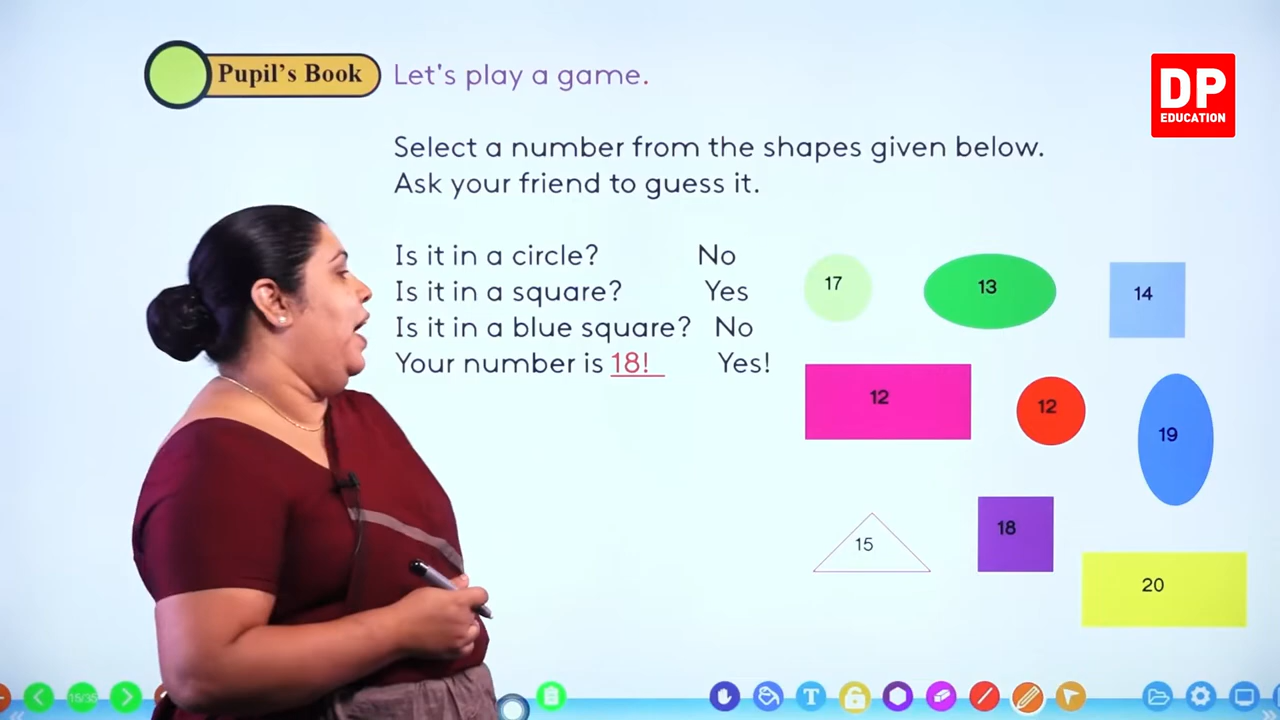 Pupil's Book
Let's play a game.
DP
EDUCATION
Select a number from the shapes given below.
Ask your friend to guess it.
Is it in a circle? No
Is it in a square? Yes
Is it in a blue square? No
Your number is 18! Yes!
17 13 14
12 12 19
15 18 20
15/35
T